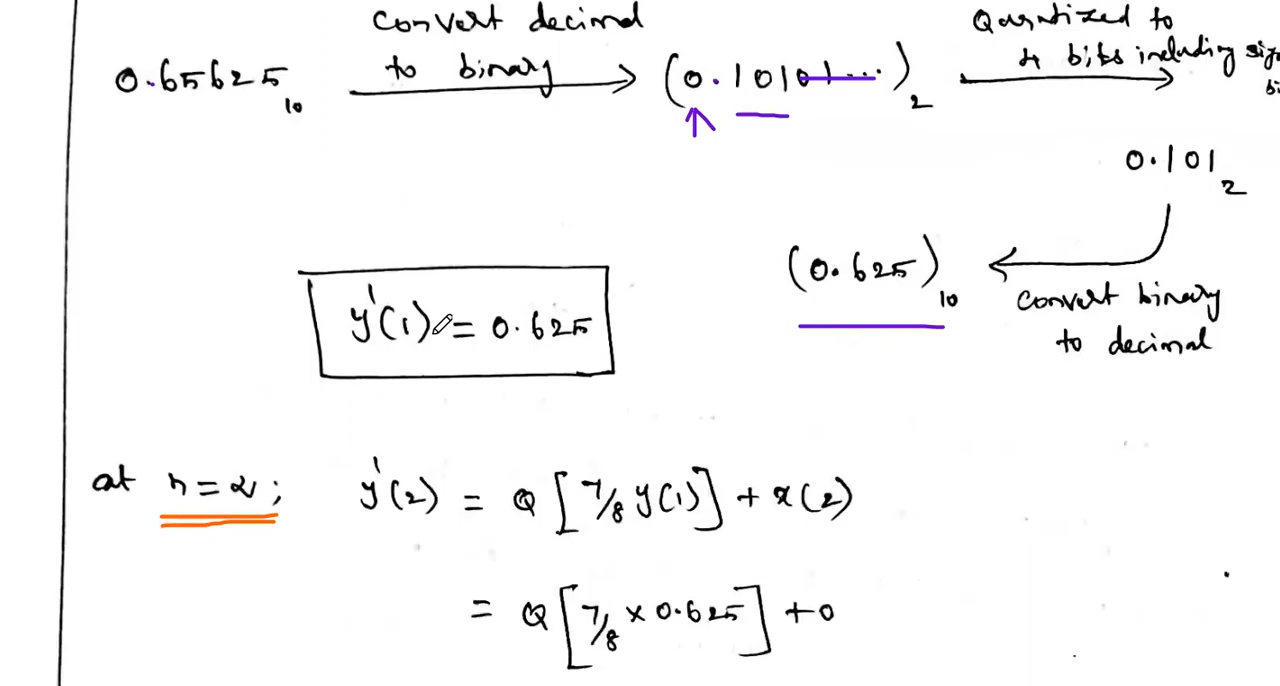 0.65625₁₀ Convert decimal to binary (0.10101...)₂ Quantized to 4 bits including sign
0.101₂
(0.625)₁₀ Convert binary to decimal
y'(1) = 0.625
at n=2; y'(2) = Q[7/8 y(1)] + x(2)
= Q[7/8 × 0.625] + 0